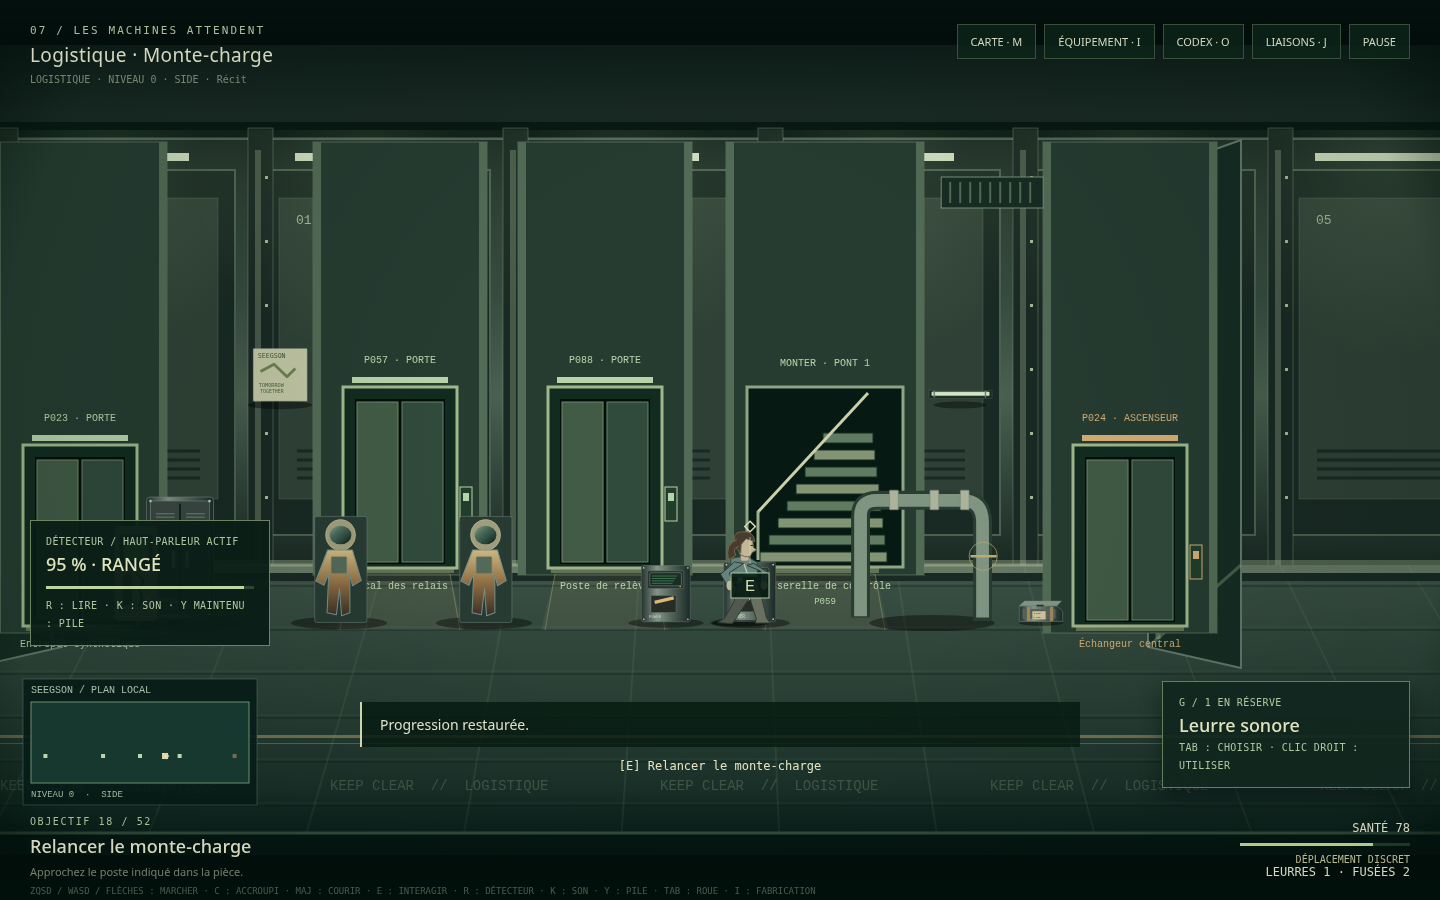 07 / LES MACHINES ATTENDENT
Logistique · Monte-charge
LOGISTIQUE · NIVEAU 0 · SIDE · Récit
CARTE · M
ÉQUIPEMENT · I
CODEX · O
LIAISONS · J
PAUSE
01
05
SEEGSON
TOMORROW
TOGETHER
P057 · PORTE
P088 · PORTE
MONTER · PONT 1
P023 · PORTE
P024 · ASCENSEUR
DÉTECTEUR / HAUT-PARLEUR ACTIF
95 % · RANGÉ
R : LIRE · K : SON · Y MAINTENU
: PILE
des relais
Poste de
E
P059
Échangeur central
SEEGSON / PLAN LOCAL
NIVEAU 0 · SIDE
Progression restaurée.
[E] Relancer le monte-charge
G / 1 EN RÉSERVE
Leurre sonore
TAB : CHOISIR · CLIC DROIT :
UTILISER
KEEP CLEAR // LOGISTIQUE
KEEP CLEAR // LOGISTIQUE
KEEP CLEAR //
OBJECTIF 18 / 52
Relancer le monte-charge
Approchez le poste indiqué dans la pièce.
ZQSD / WASD / FLÈCHES : MARCHER · C : ACCROUPI · MAJ : COURIR · E : INTERAGIR · R : DÉTECTEUR · K : SON · Y : PILE · TAB : ROUE · I : FABRICATION
SANTÉ 78
DÉPLACEMENT DISCRET
LEURRES 1 · FUSÉES 2